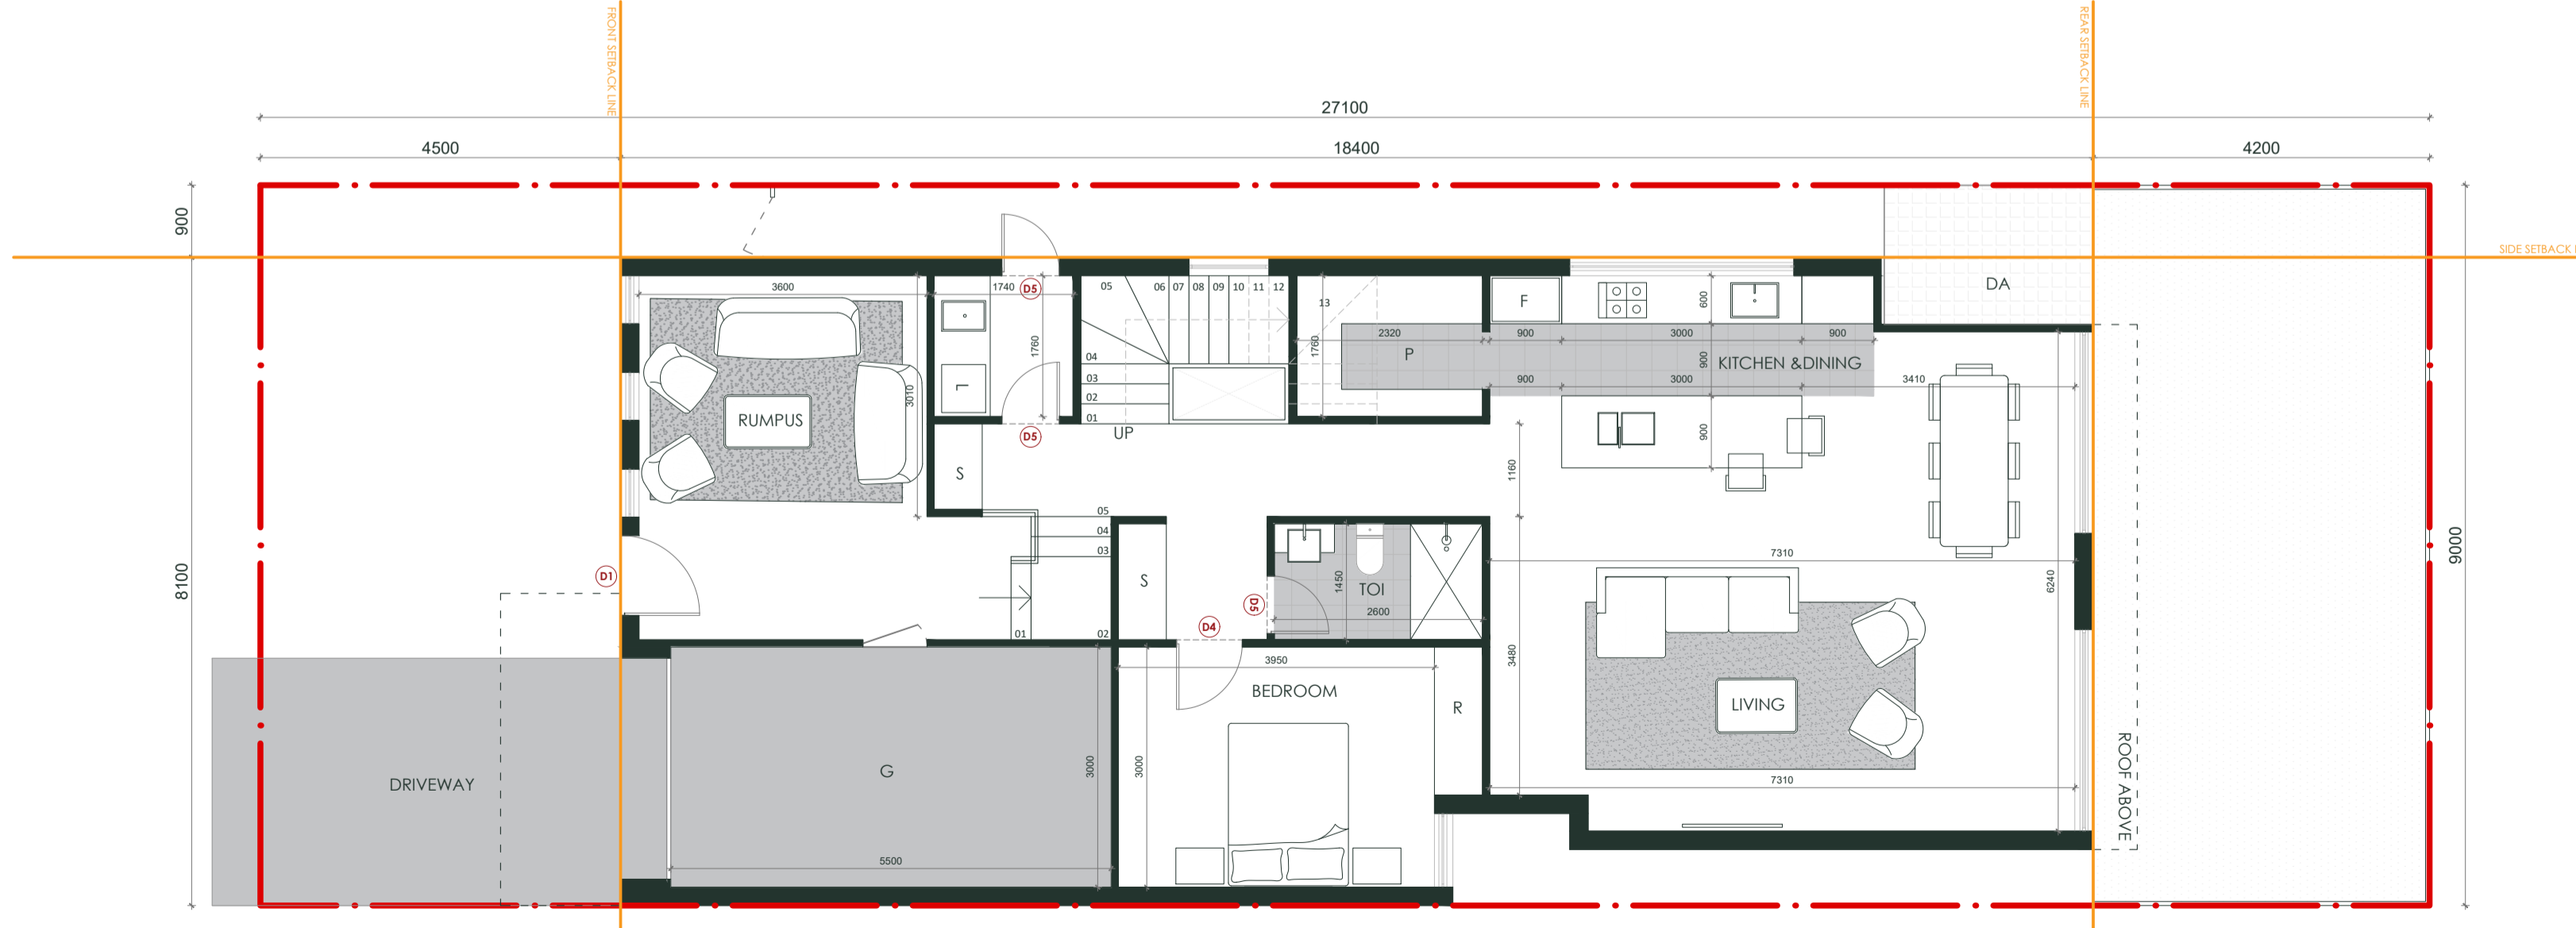 FRONT SETBACK LINE
REAR SETBACK LINE
27100
4500
18400
4200
900
SIDE SETBACK
DA
3600
1740
D5
05
06
07
08
09
10
11
12
13
F
600
2320
900
3000
900
1760
1760
P
900
KITCHEN &DINING
04
03
02
01
L
3010
900
3000
3410
RUMPUS
D5
UP
900
S
1160
05
04
03
9000
7310
D1
8100
S
1450
TOI
D5
2600
6240
01
02
D4
3480
3950
BEDROOM
R
LIVING
DRIVEWAY
G
3000
3000
7310
ROOF ABOVE
5500